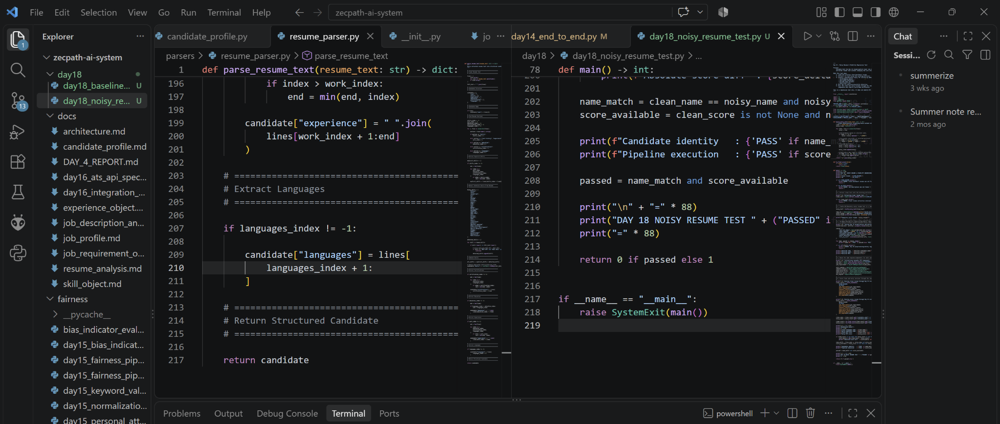 File Edit Selection View Go Run Terminal Help
zecpath-ai-system
Explorer
1
13
zecpath-ai-system
day18
day18_baseline... U
day18_noisy_re... U
docs
architecture.md
candidate_profile.md
DAY_4_REPORT.md
day16_ats_api_spec...
day16_integration_...
experience_object....
job_description_an...
job_profile.md
job_requirement_o...
resume_analysis.md
skill_object.md
fairness
__pycache__
bias_indicator_eval...
day15_bias_indicat...
day15_fairness_pip...
day15_fairness_pip...
day15_keyword_val...
day15_normalizatio...
day15_personal_att...
candidate_profile.py resume_parser.py __init__.py jo
parsers > resume_parser.py > parse_resume_text
1 def parse_resume_text(resume_text: str) -> dict:
196 if index > work_index:
197 end = min(end, index)
198
199 candidate["experience"] = " ".join(
200 lines[work_index + 1:end]
201 )
202
203 # ==========================================
204 # Extract Languages
205 # ==========================================
206
207 if languages_index != -1:
208
209 candidate["languages"] = lines[
210 languages_index + 1:
211 ]
212
213 # ==========================================
214 # Return Structured Candidate
215 # ==========================================
216
217 return candidate
day14_end_to_end.py M day18_noisy_resume_test.py U
day18 > day18_noisy_resume_test.py > ...
78 def main() -> int:
201
202 name_match = clean_name == noisy_name and noisy
203 score_available = clean_score is not None and n
204
205 print(f"Candidate identity : {'PASS' if name_
206 print(f"Pipeline execution : {'PASS' if score
207
208 passed = name_match and score_available
209
210 print("\n" + "=" * 88)
211 print("DAY 18 NOISY RESUME TEST " + ("PASSED" i
212 print("=" * 88)
213
214 return 0 if passed else 1
215
216
217 if __name__ == "__main__":
218 raise SystemExit(main())
219
Problems Output Debug Console Terminal Ports
powershell
Chat
Sessi...
summerize
3 wks ago
Summer note re...
2 mos ago